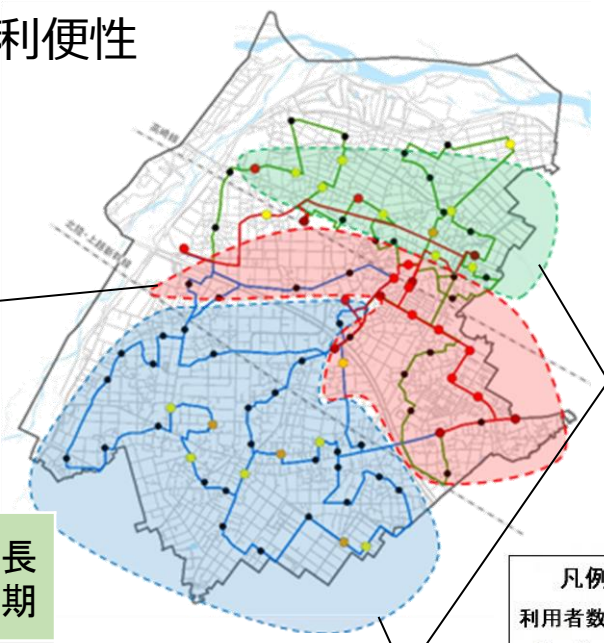 利便性
高崎線
北陸・上越新幹線
長
期
凡例
利用者数